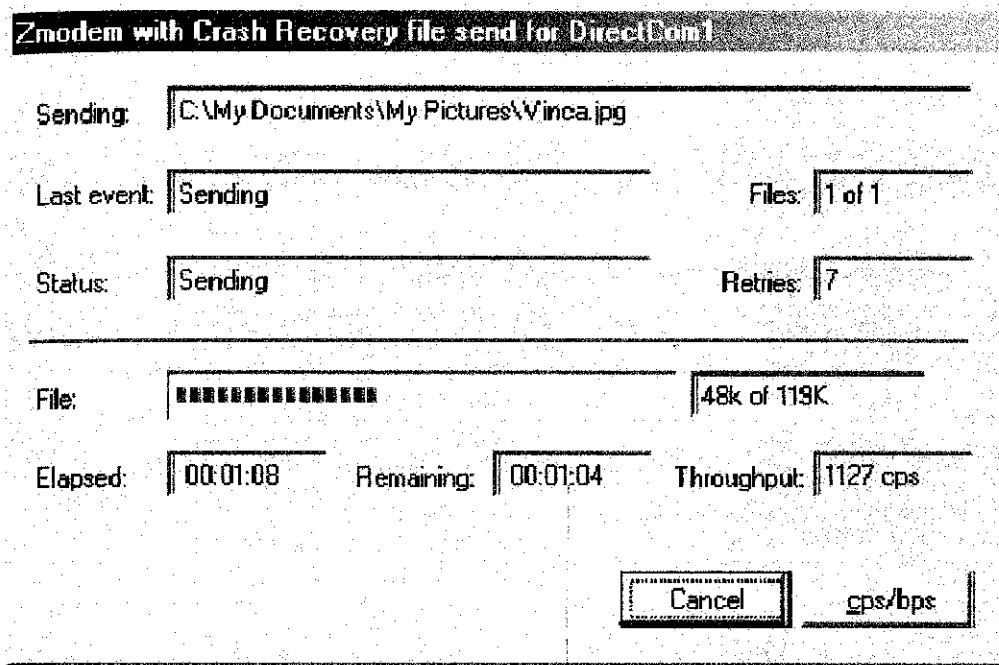 Zmodem with Crash Recovery file send for DirectCom1
Sending: C:\My Documents\My Pictures\Vinca.jpg
Last event: Sending Files: 1 of 1
Status: Sending Retries: 7
File: 48k of 119K
Elapsed: 00:01:08 Remaining: 00:01:04 Throughput: 1127 cps
Cancel cps/bps